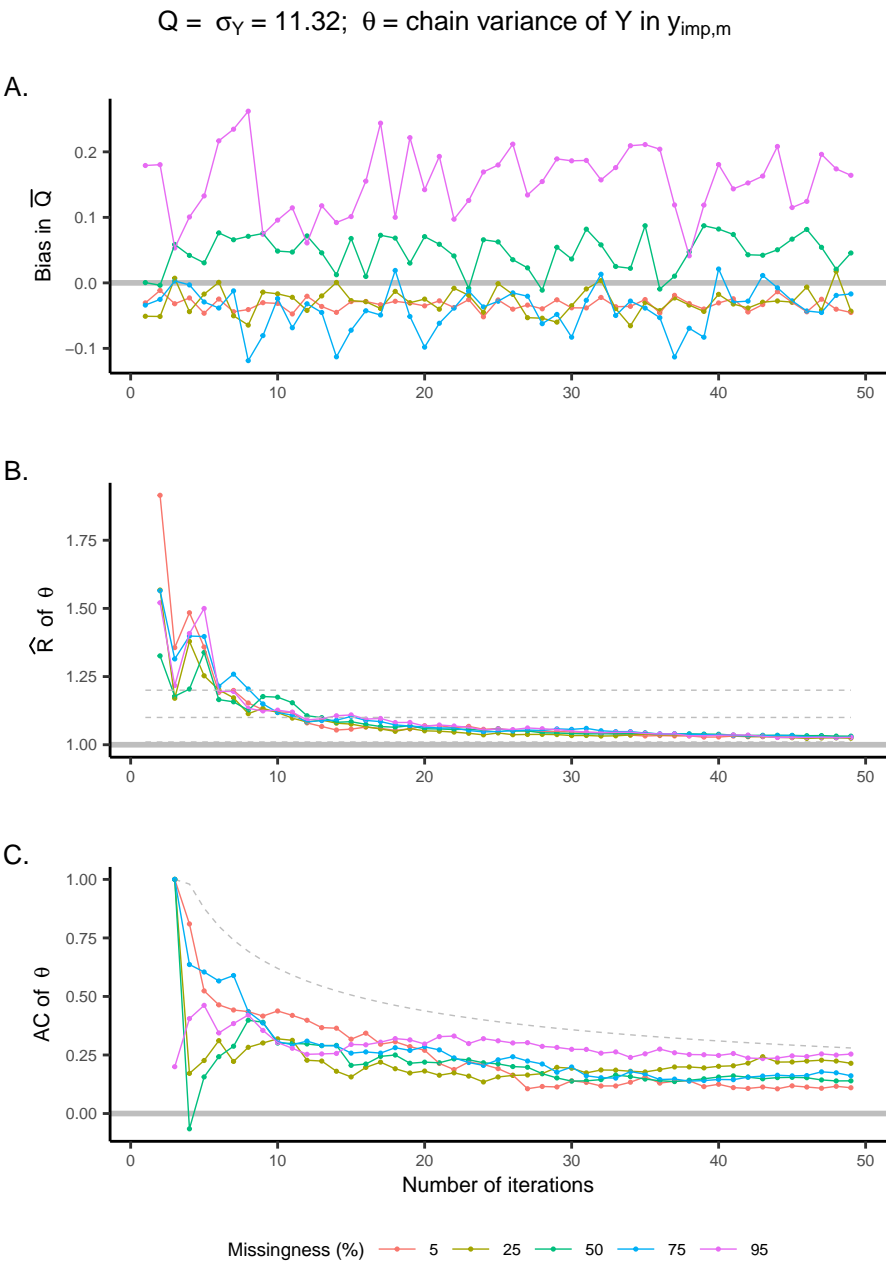 Q = σY = 11.32; θ = chain variance of Y in yimp,m
A.
Bias in Q̅
0.2
0.1
0.0
−0.1
0 10 20 30 40 50
B.
R̂ of θ
1.75
1.50
1.25
1.00
0 10 20 30 40 50
C.
AC of θ
1.00
0.75
0.50
0.25
0.00
0 10 20 30 40 50
Number of iterations
Missingness (%) 5 25 50 75 95